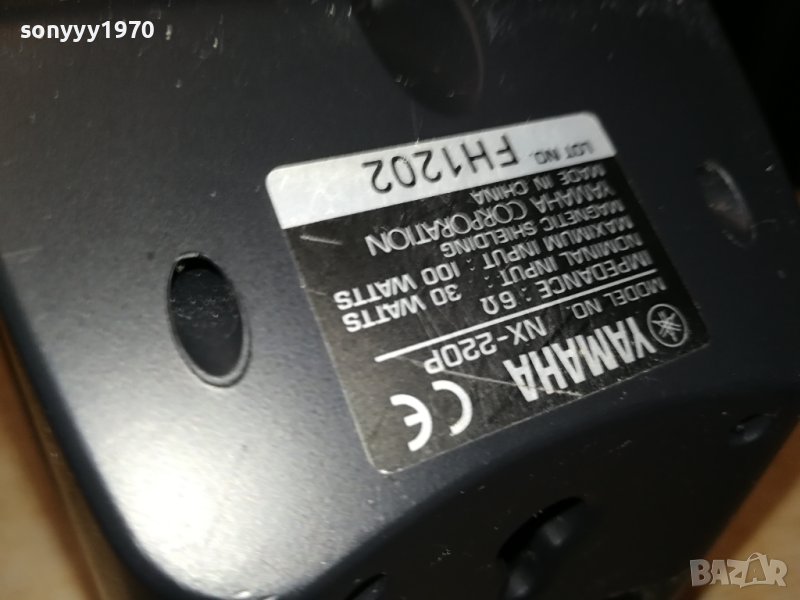 sonyyy1970
YAMAHA
MODEL NO. NX-220P
IMPEDANCE : 6Ω
NOMINAL INPUT : 30 WATTS
MAXIMUM INPUT : 100 WATTS
MAGNETIC SHIELDING
YAMAHA CORPORATION
MADE IN CHINA
LOT NO. FH1202
CE
BAZAR